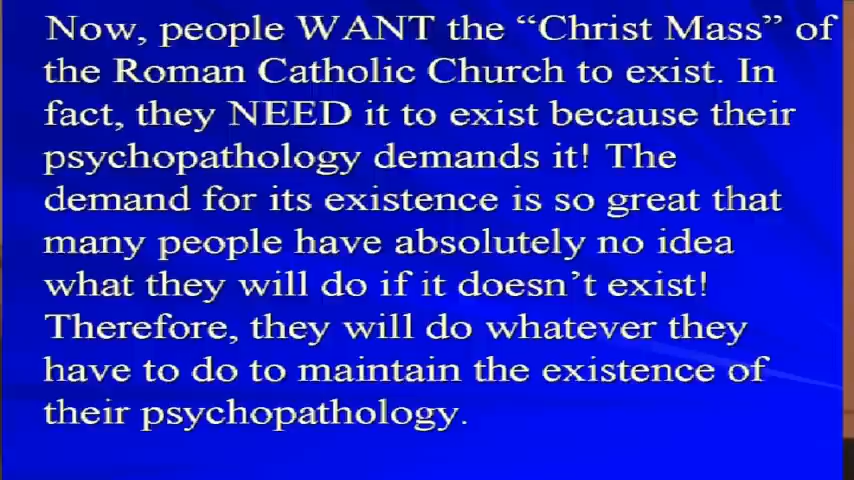 Now, people WANT the “Christ Mass” of
the Roman Catholic Church to exist. In
fact, they NEED it to exist because their
psychopathology demands it! The
demand for its existence is so great that
many people have absolutely no idea
what they will do if it doesn’t exist!
Therefore, they will do whatever they
have to do to maintain the existence of
their psychopathology.